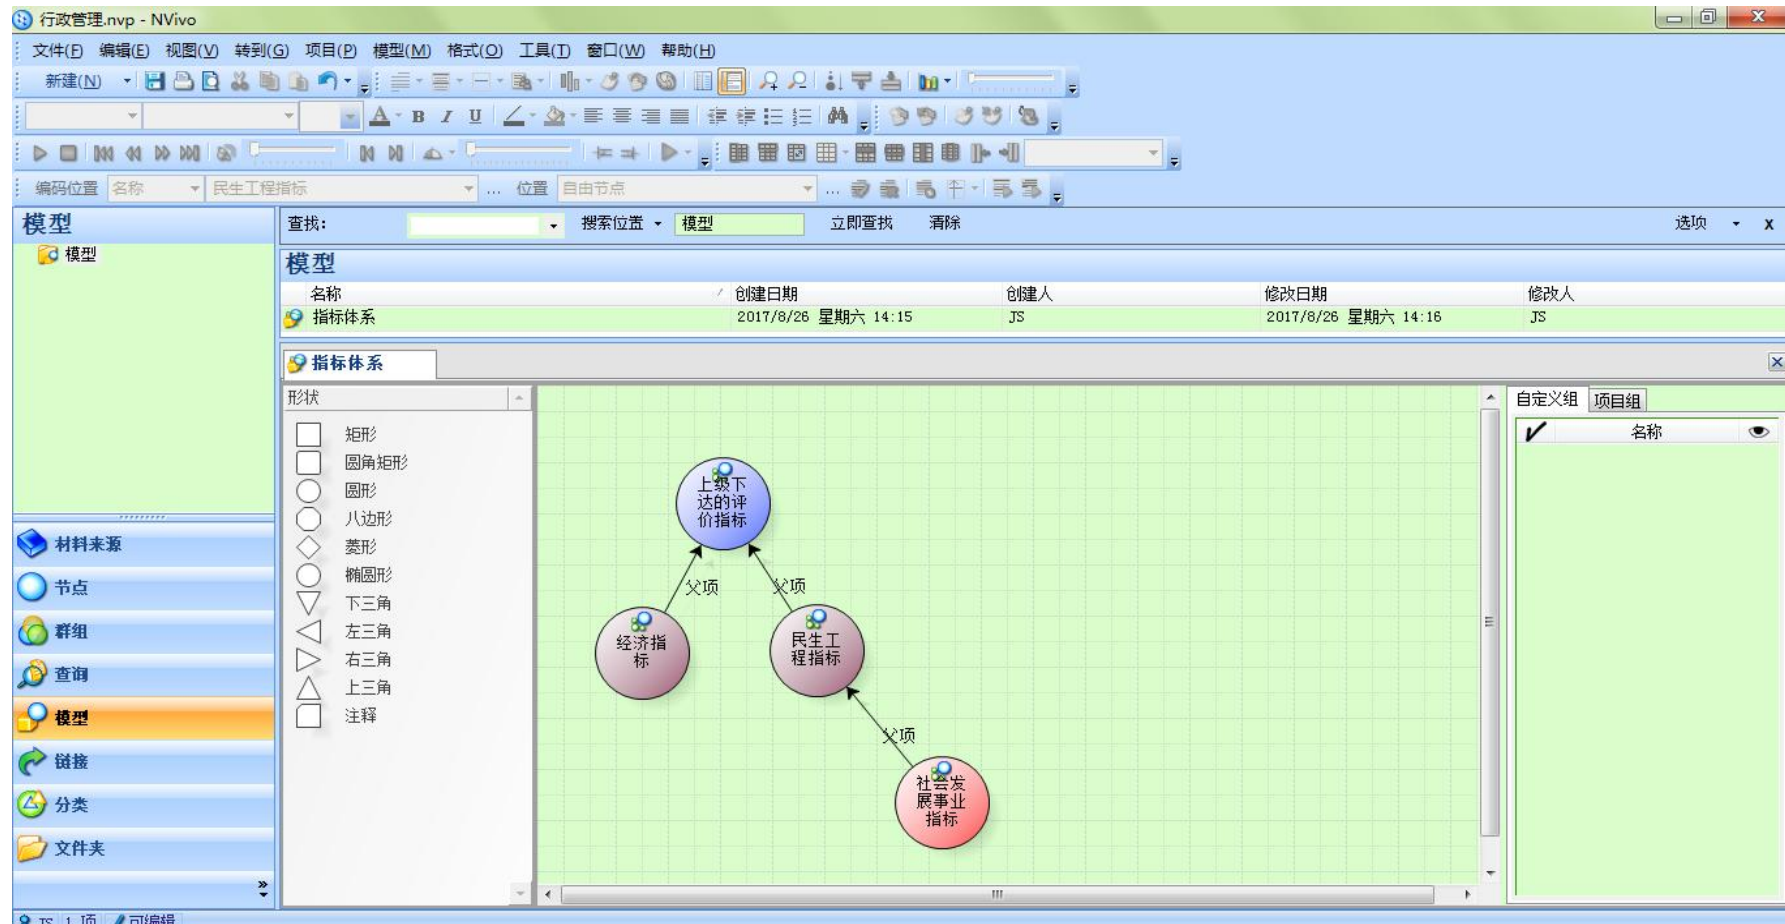 行政管理.nvp - NVivo
文件(F) 编辑(E) 视图(V) 转到(G) 项目(P) 模型(M) 格式(O) 工具(T) 窗口(W) 帮助(H)
新建(N)
编码位置 名称 民生工程指标 ... 位置 自由节点 ...
模型
查找: 搜索位置 模型 立即查找 清除 选项 x
模型
模型
名称 创建日期 创建人 修改日期 修改人
指标体系 2017/8/26 星期六 14:15 JS 2017/8/26 星期六 14:16 JS
指标体系
形状
矩形
圆角矩形
圆形
八边形
菱形
椭圆形
下三角
左三角
右三角
上三角
注释
上级下
达的评
价指标
父项
父项
经济指
标
民生工
程指标
父项
社会发
展事业
指标
自定义组 项目组
名称
材料来源
节点
群组
查询
模型
链接
分类
文件夹
JS 1 项 可编辑